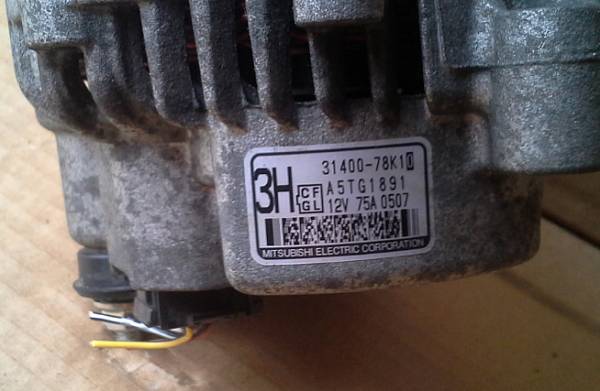 31400-78K10
3H CF A5TG1891
GL 12V 75A 0507
MITSUBISHI ELECTRIC CORPORATION